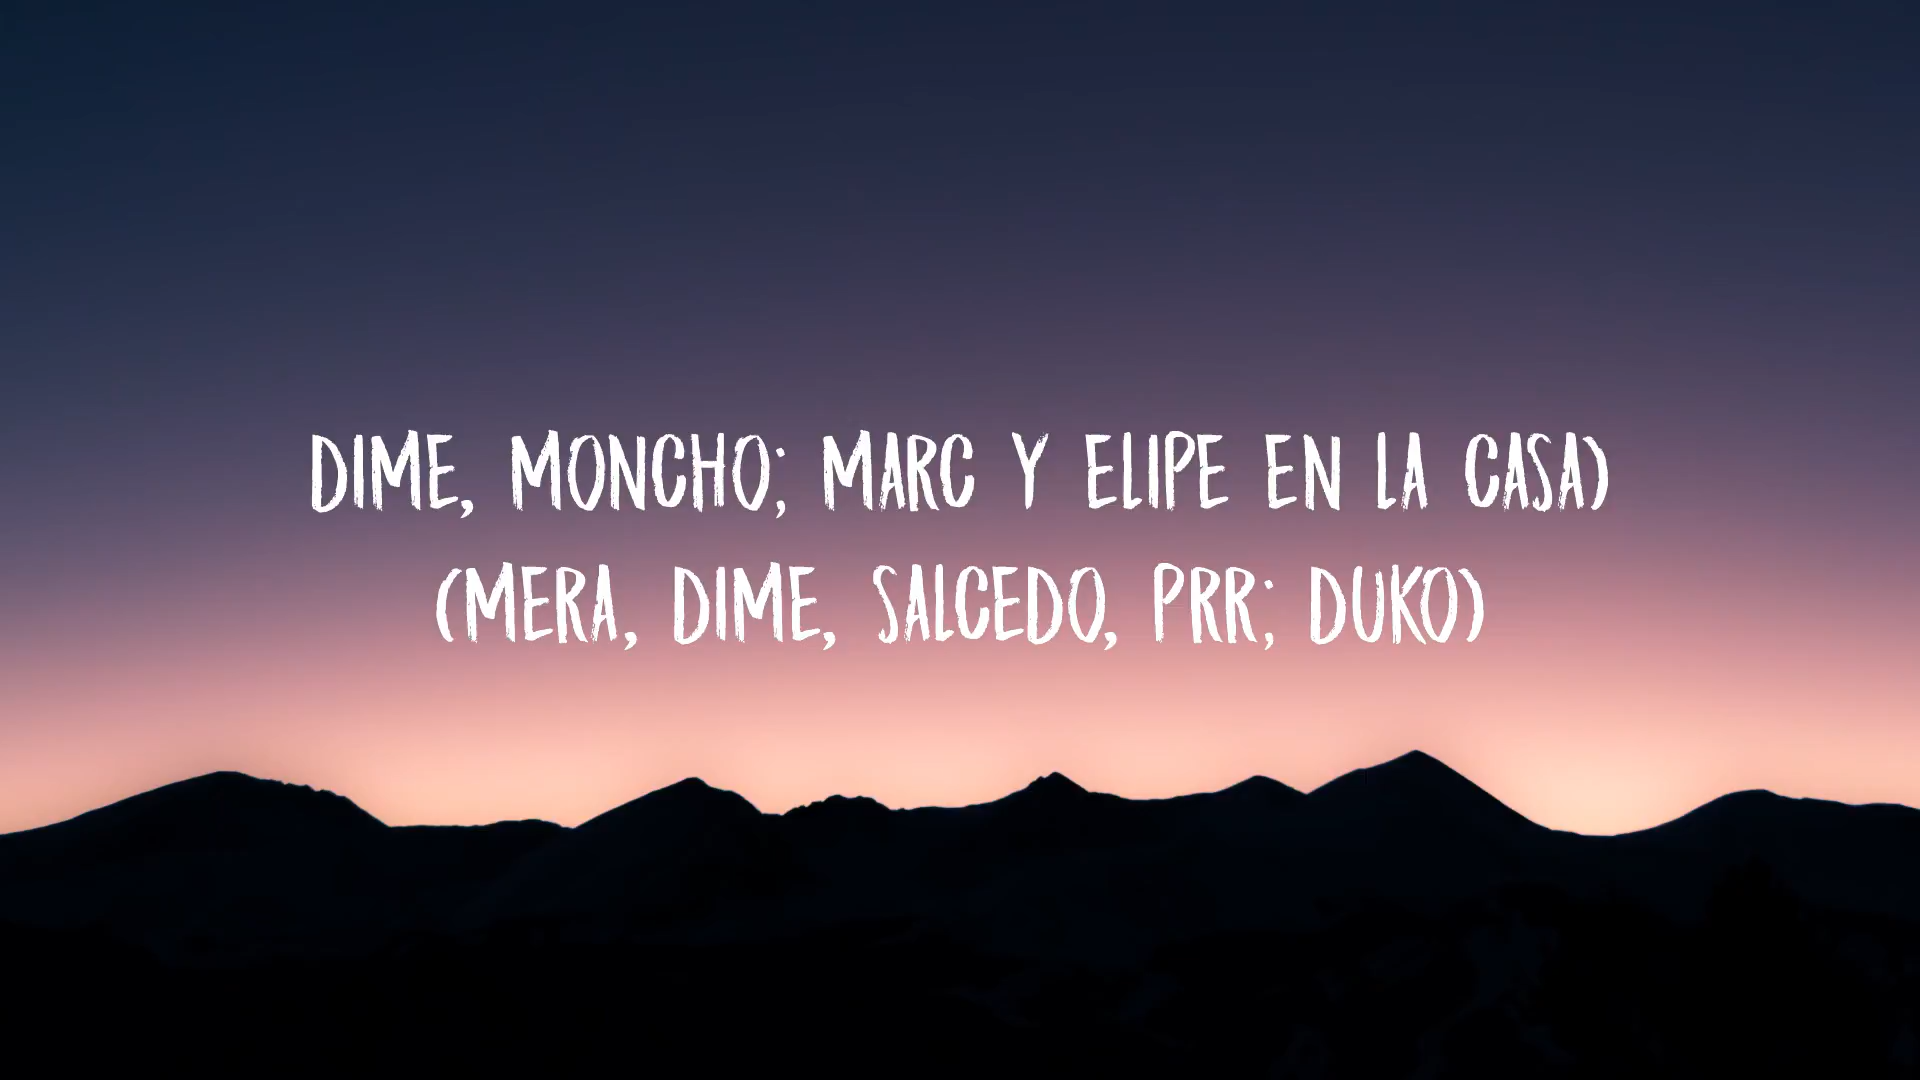 DIME, MONCHO; MARC Y ELIPE EN LA CASA)
(MERA, DIME, SALCEDO, PRR; DUKO)